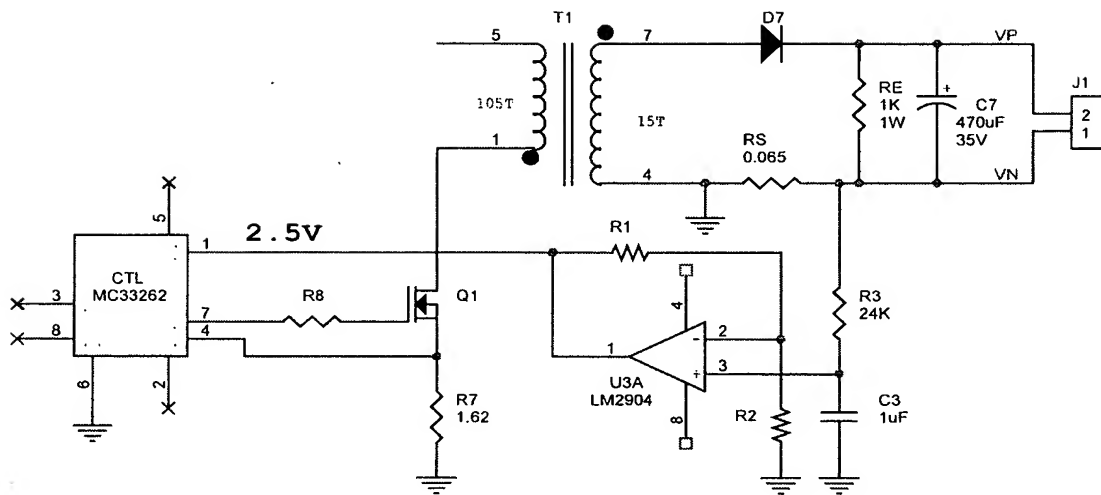 T1
D7
5
7
VP
RE
1K
1W
+
C7
470uF
35V
J1
2
1
105T
15T
RS
0.065
1
4
VN
5
1
2.5V
R1
CTL
MC33262
3
8
7
4
R8
Q1
4
R3
24K
2
-
1
3
+
6
2
U3A
LM2904
8
R7
1.62
R2
C3
1uF